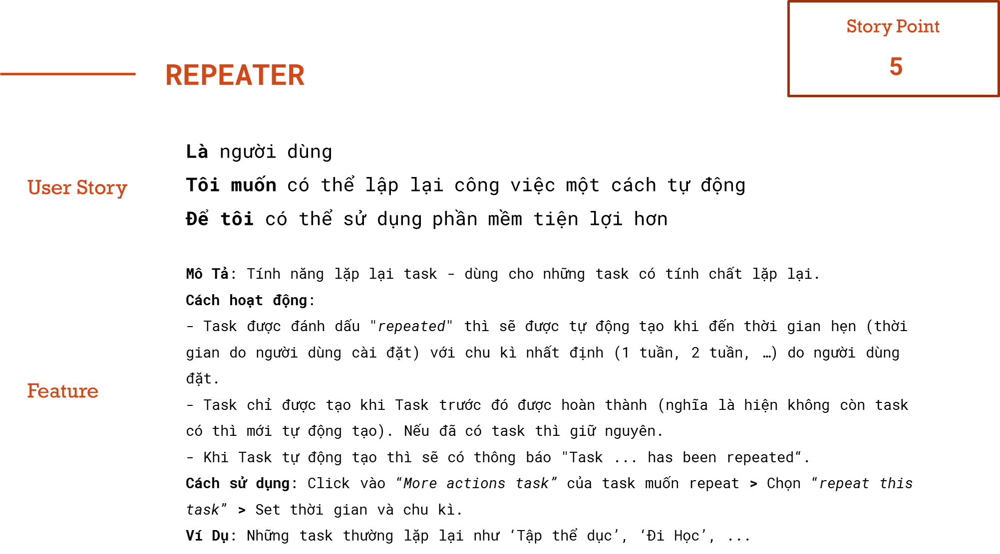 Story Point
5
REPEATER
User Story
Là người dùng
Tôi muốn có thể lập lại công việc một cách tự động
Để tôi có thể sử dụng phần mềm tiện lợi hơn
Feature
Mô Tả: Tính năng lặp lại task - dùng cho những task có tính chất lặp lại.
Cách hoạt động:
- Task được đánh dấu "repeated" thì sẽ được tự động tạo khi đến thời gian hẹn (thời
gian do người dùng cài đặt) với chu kì nhất định (1 tuần, 2 tuần, …) do người dùng
đặt.
- Task chỉ được tạo khi Task trước đó được hoàn thành (nghĩa là hiện không còn task
có thì mới tự động tạo). Nếu đã có task thì giữ nguyên.
- Khi Task tự động tạo thì sẽ có thông báo "Task ... has been repeated“.
Cách sử dụng: Click vào “More actions task” của task muốn repeat > Chọn “repeat this
task” > Set thời gian và chu kì.
Ví Dụ: Những task thường lặp lại như ‘Tập thể dục’, ‘Đi Học’, ...